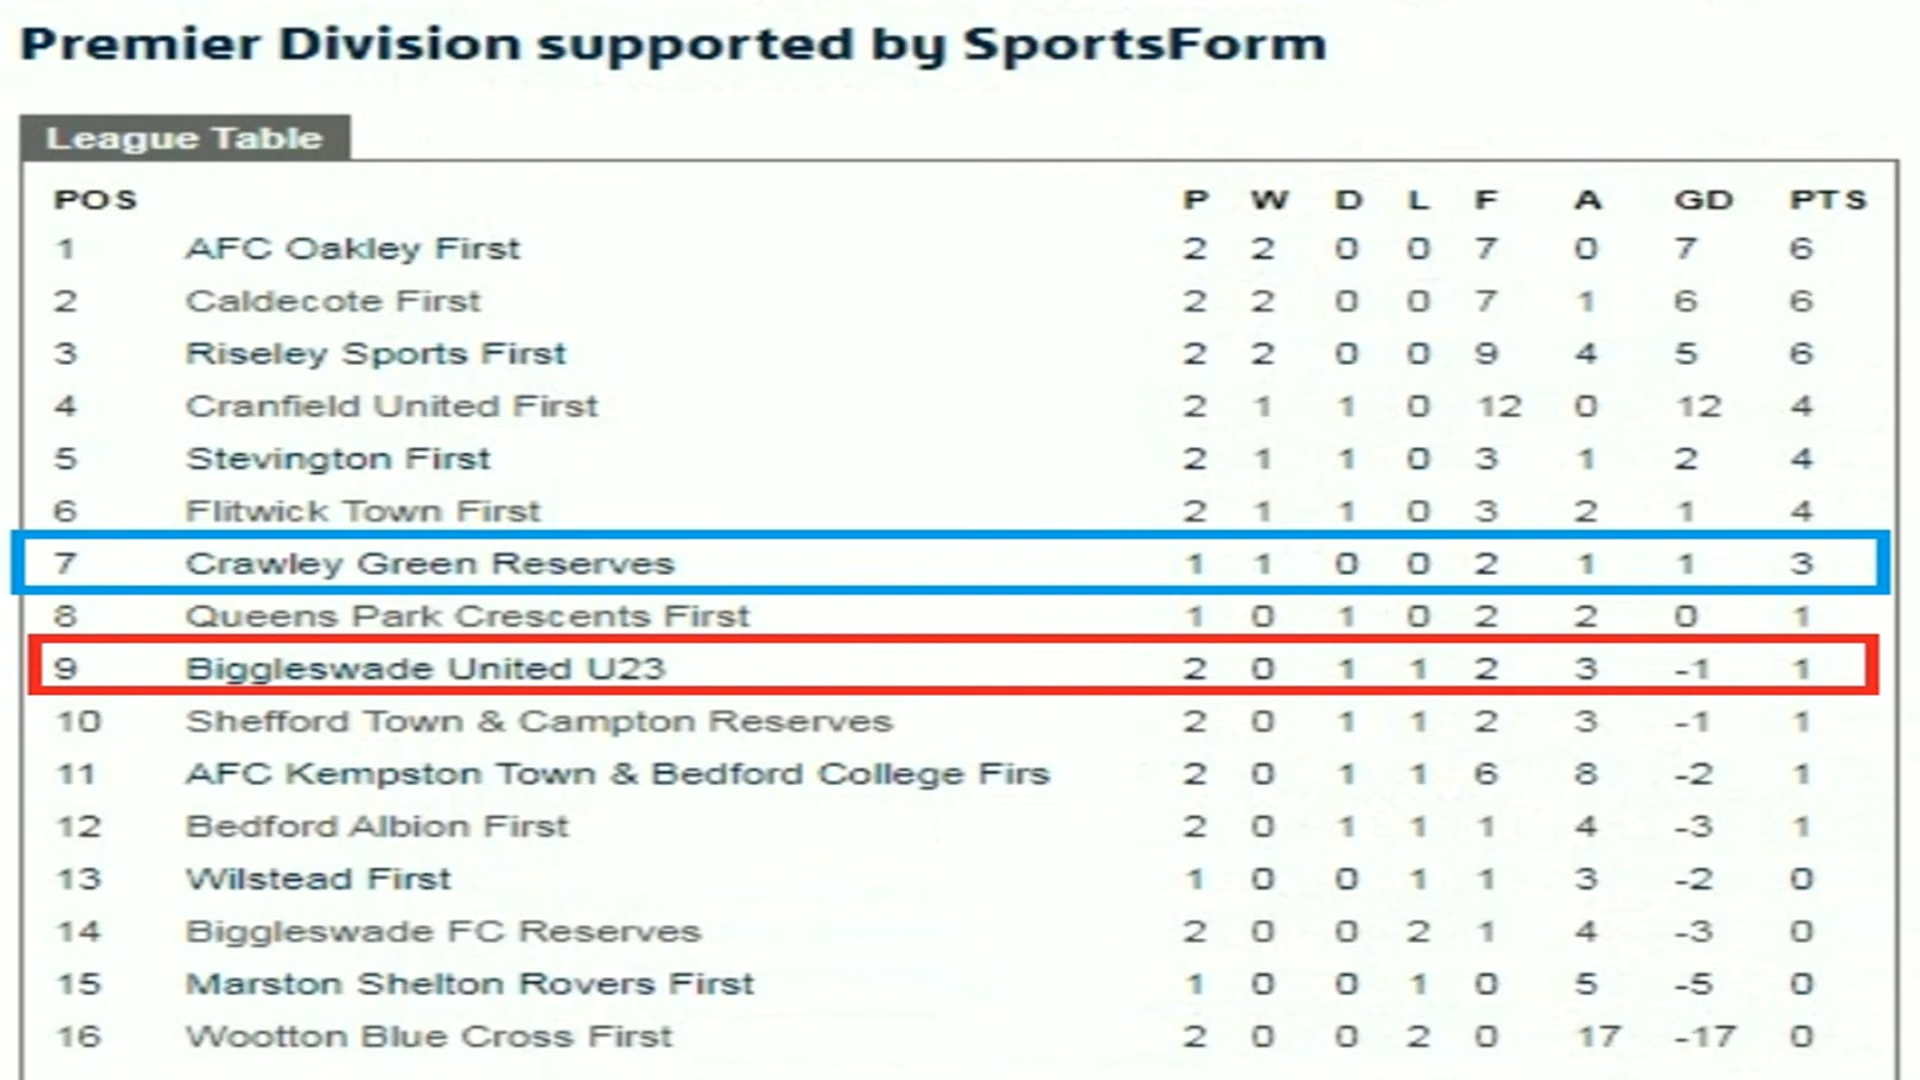 Premier Division supported by SportsForm
League Table
POS P W D L F A GD PTS
1 AFC Oakley First 2 2 0 0 7 0 7 6
2 Caldecote First 2 2 0 0 7 1 6 6
3 Riseley Sports First 2 2 0 0 9 4 5 6
4 Cranfield United First 2 1 1 0 12 0 12 4
5 Stevington First 2 1 1 0 3 1 2 4
6 Flitwick Town First 2 1 1 0 3 2 1 4
7 Crawley Green Reserves 1 1 0 0 2 1 1 3
8 Queens Park Crescents First 1 0 1 0 2 2 0 1
9 Biggleswade United U23 2 0 1 1 2 3 -1 1
10 Shefford Town & Campton Reserves 2 0 1 1 2 3 -1 1
11 AFC Kempston Town & Bedford College Firs 2 0 1 1 6 8 -2 1
12 Bedford Albion First 2 0 1 1 1 4 -3 1
13 Wilstead First 1 0 0 1 1 3 -2 0
14 Biggleswade FC Reserves 2 0 0 2 1 4 -3 0
15 Marston Shelton Rovers First 1 0 0 1 0 5 -5 0
16 Wootton Blue Cross First 2 0 0 2 0 17 -17 0